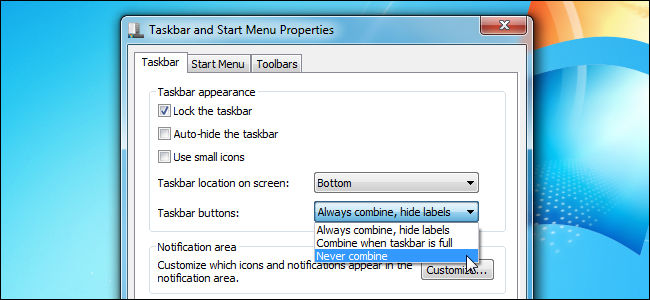 Taskbar and Start Menu Properties
Taskbar
Start Menu
Toolbars
Taskbar appearance
Lock the taskbar
Auto-hide the taskbar
Use small icons
Taskbar location on screen:
Bottom
Taskbar buttons:
Always combine, hide labels
Always combine, hide labels
Combine when taskbar is full
Never combine
Notification area
Customize which icons and notifications appear in the
notification area.
Customize...